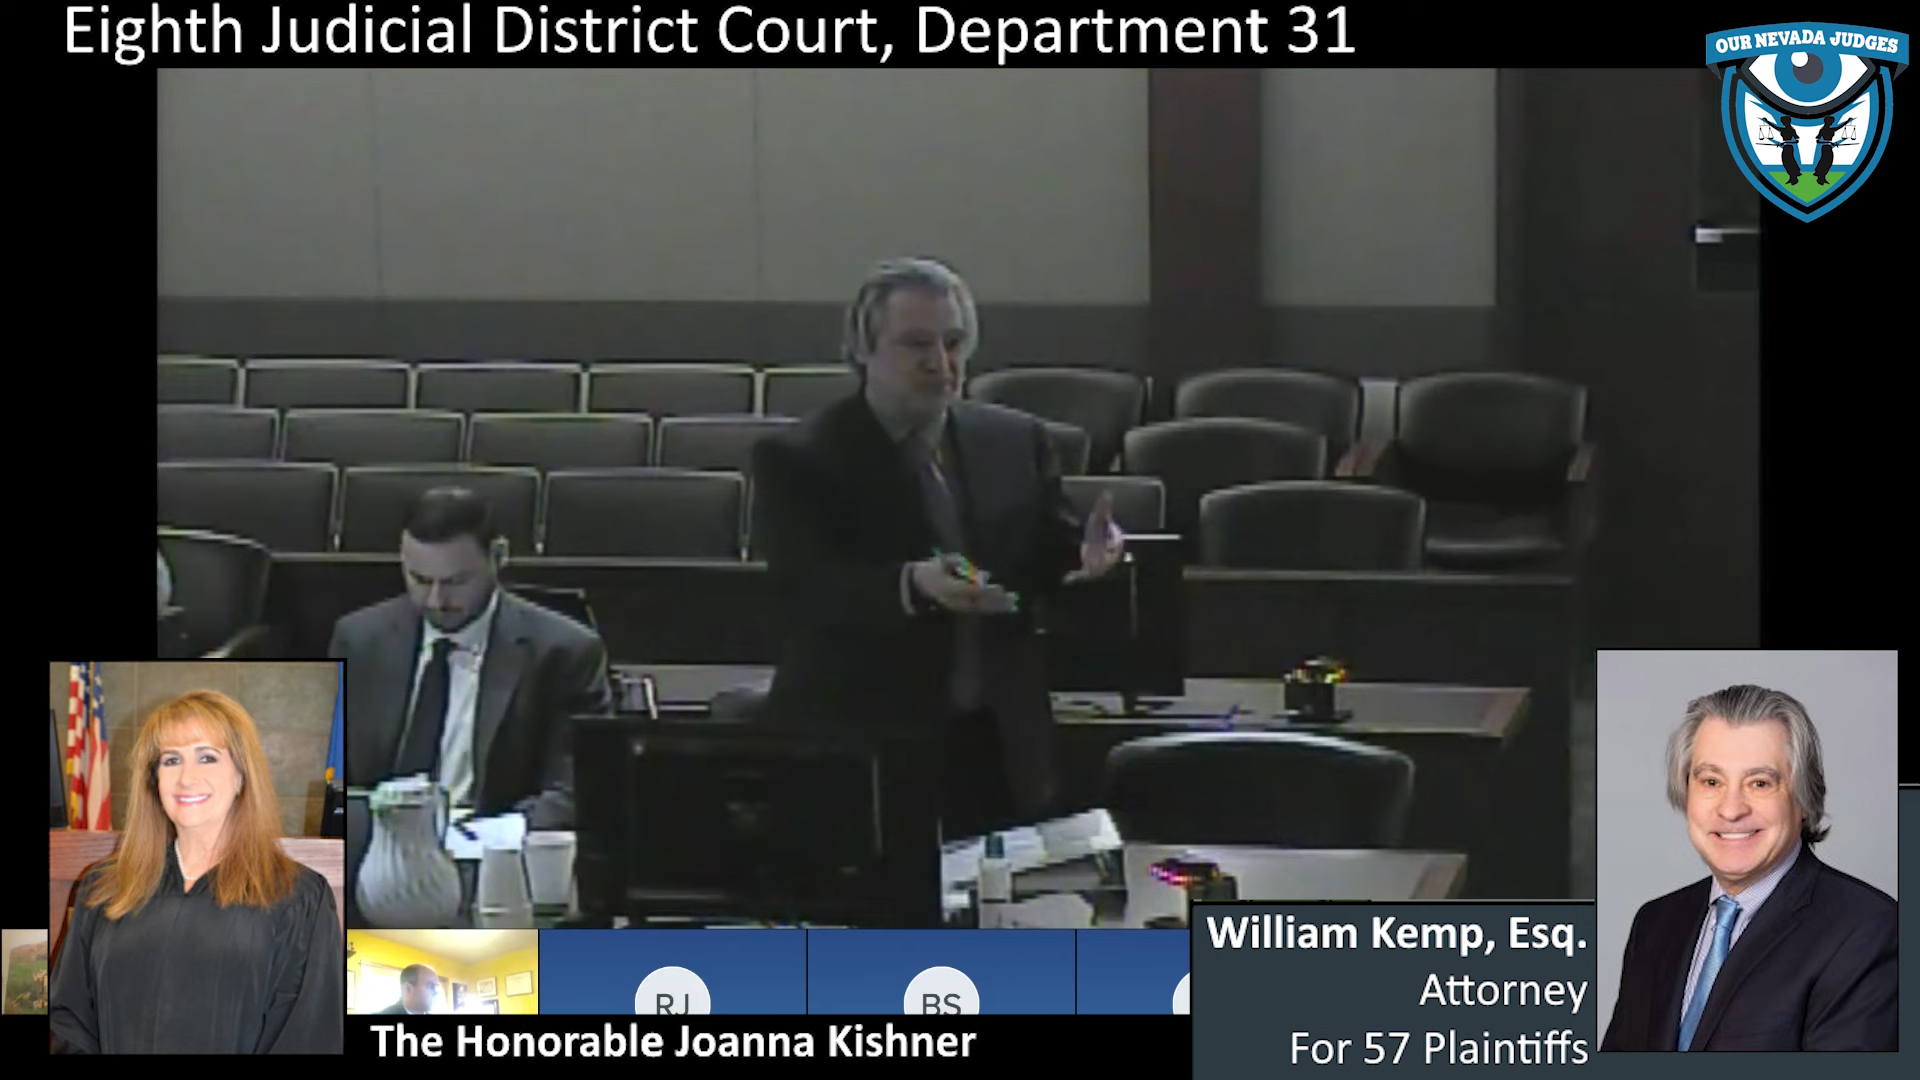 Eighth Judicial District Court, Department 31
OUR NEVADA JUDGES
William Kemp, Esq.
Attorney
For 57 Plaintiffs
RJ
BS
The Honorable Joanna Kishner